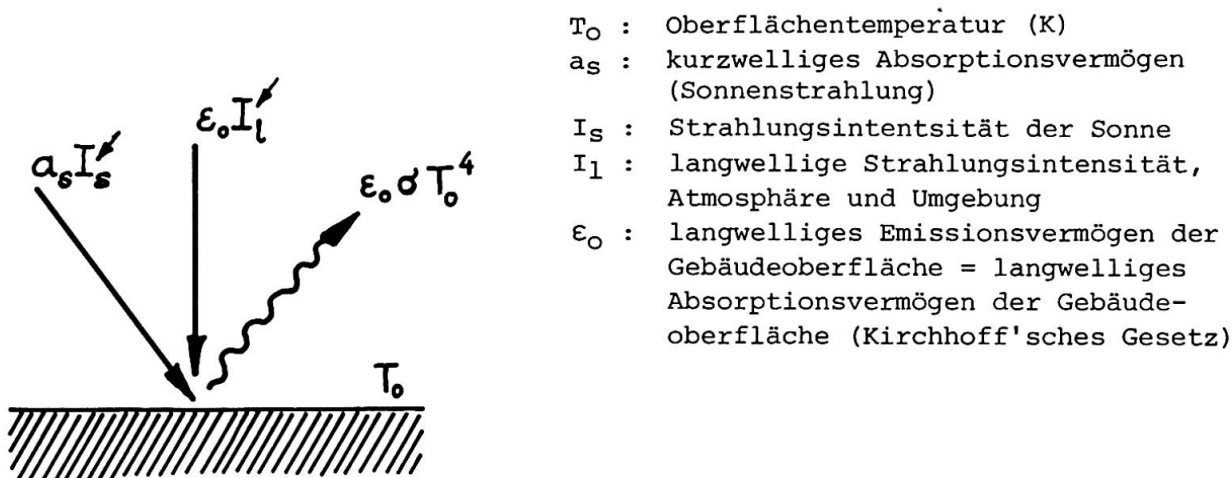 a_s I_s↙
ε_o I_l↙
ε_o σ T_o^4
T_o
T_o : Oberflächentemperatur (K)
a_s : kurzwelliges Absorptionsvermögen
(Sonnenstrahlung)
I_s : Strahlungsintentsität der Sonne
I_l : langwellige Strahlungsintensität,
Atmosphäre und Umgebung
ε_o : langwelliges Emissionsvermögen der
Gebäudeoberfläche = langwelliges
Absorptionsvermögen der Gebäude-
oberfläche (Kirchhoff'sches Gesetz)